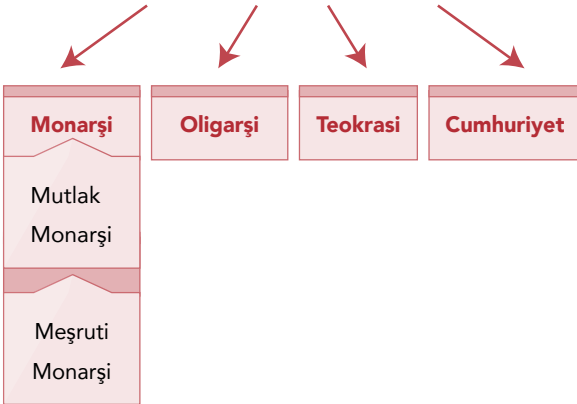 Monarşi
Oligarşi
Teokrasi
Cumhuriyet
Mutlak
Monarşi
Meşruti
Monarşi